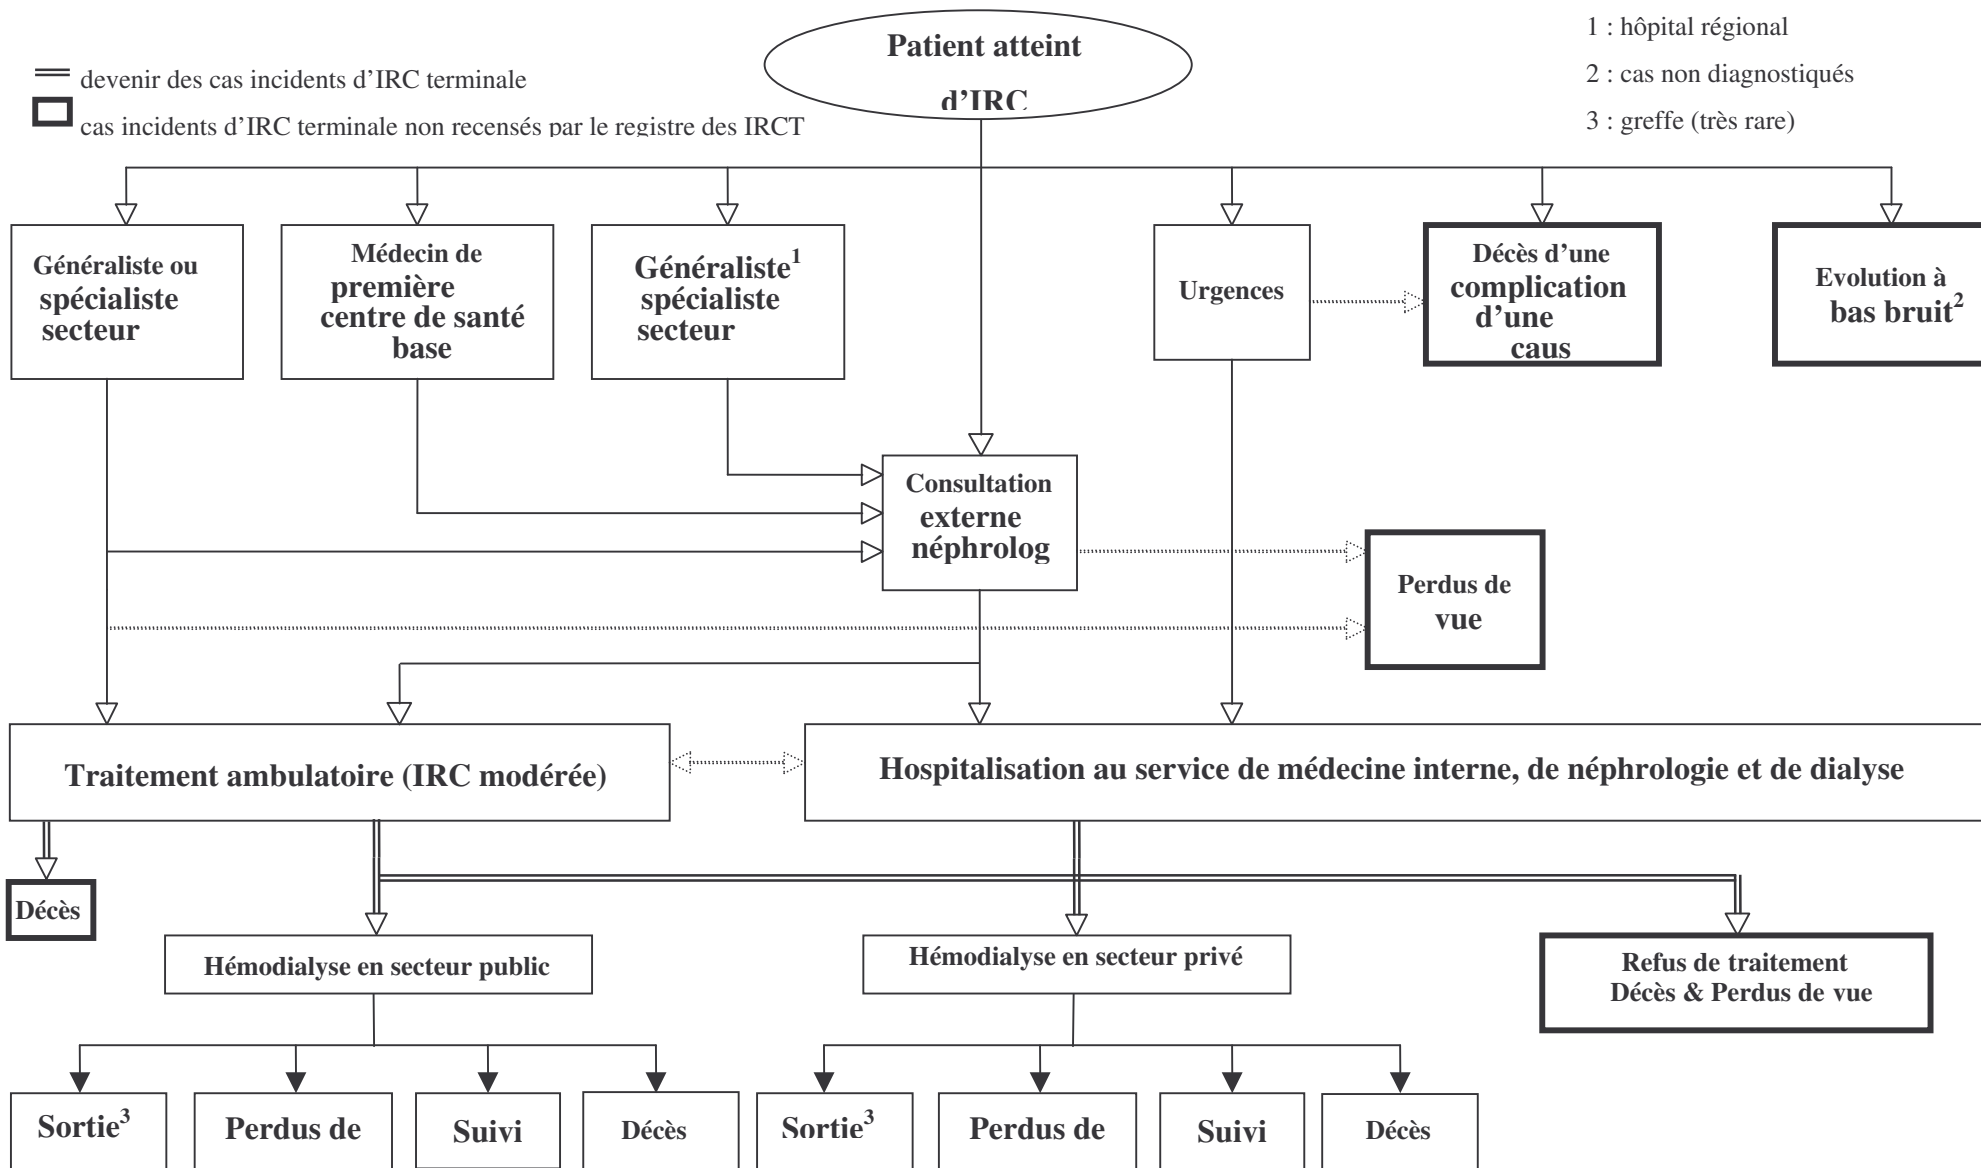 Patient atteint
d'IRC
1 : hôpital régional
2 : cas non diagnostiqués
3 : greffe (très rare)
devenir des cas incidents d'IRC terminale
cas incidents d'IRC terminale non recensés par le registre des IRCT
Généraliste ou
spécialiste
secteur
Médecin de
première
centre de santé
base
Généraliste¹
spécialiste
secteur
Urgences
Décès d'une
complication
d'une
caus
Evolution à
bas bruit²
Consultation
externe
néphrolog
Perdus de
vue
Traitement ambulatoire (IRC modérée)
Hospitalisation au service de médecine interne, de néphrologie et de dialyse
Décès
Hémodialyse en secteur public
Hémodialyse en secteur privé
Refus de traitement
Décès & Perdus de vue
Sortie³
Perdus de
Suivi
Décès
Sortie³
Perdus de
Suivi
Décès